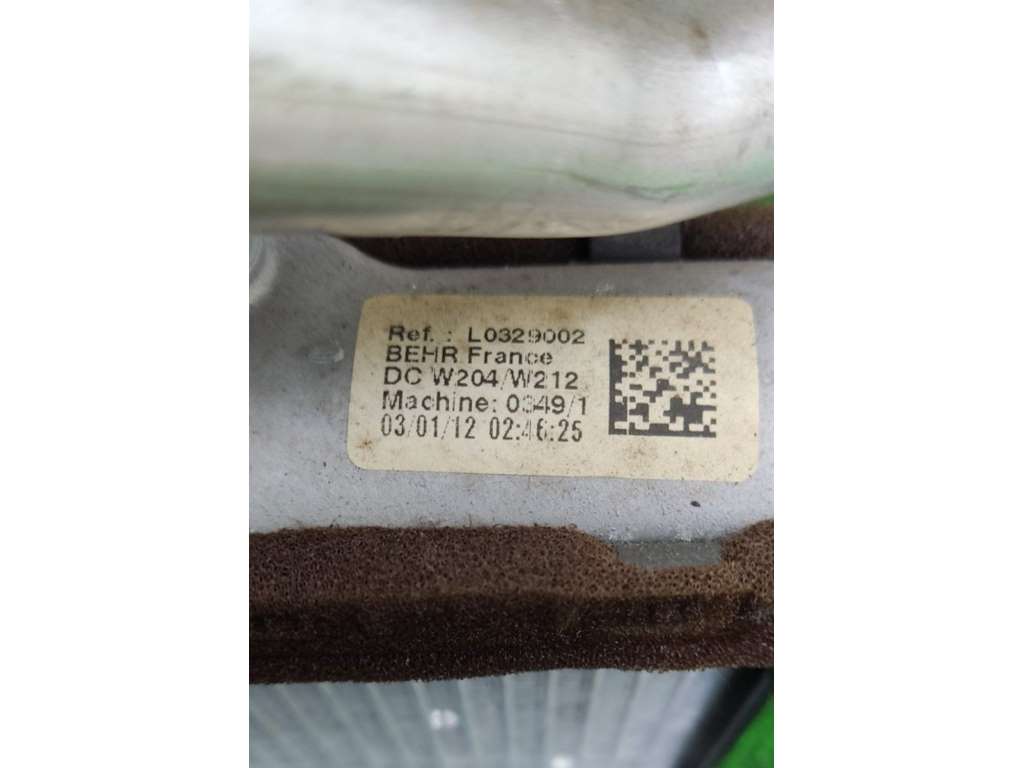 Ref. : L0329002
BEHR France
DC W204/W212
Machine: 0349/1
03/01/12 02:46:25